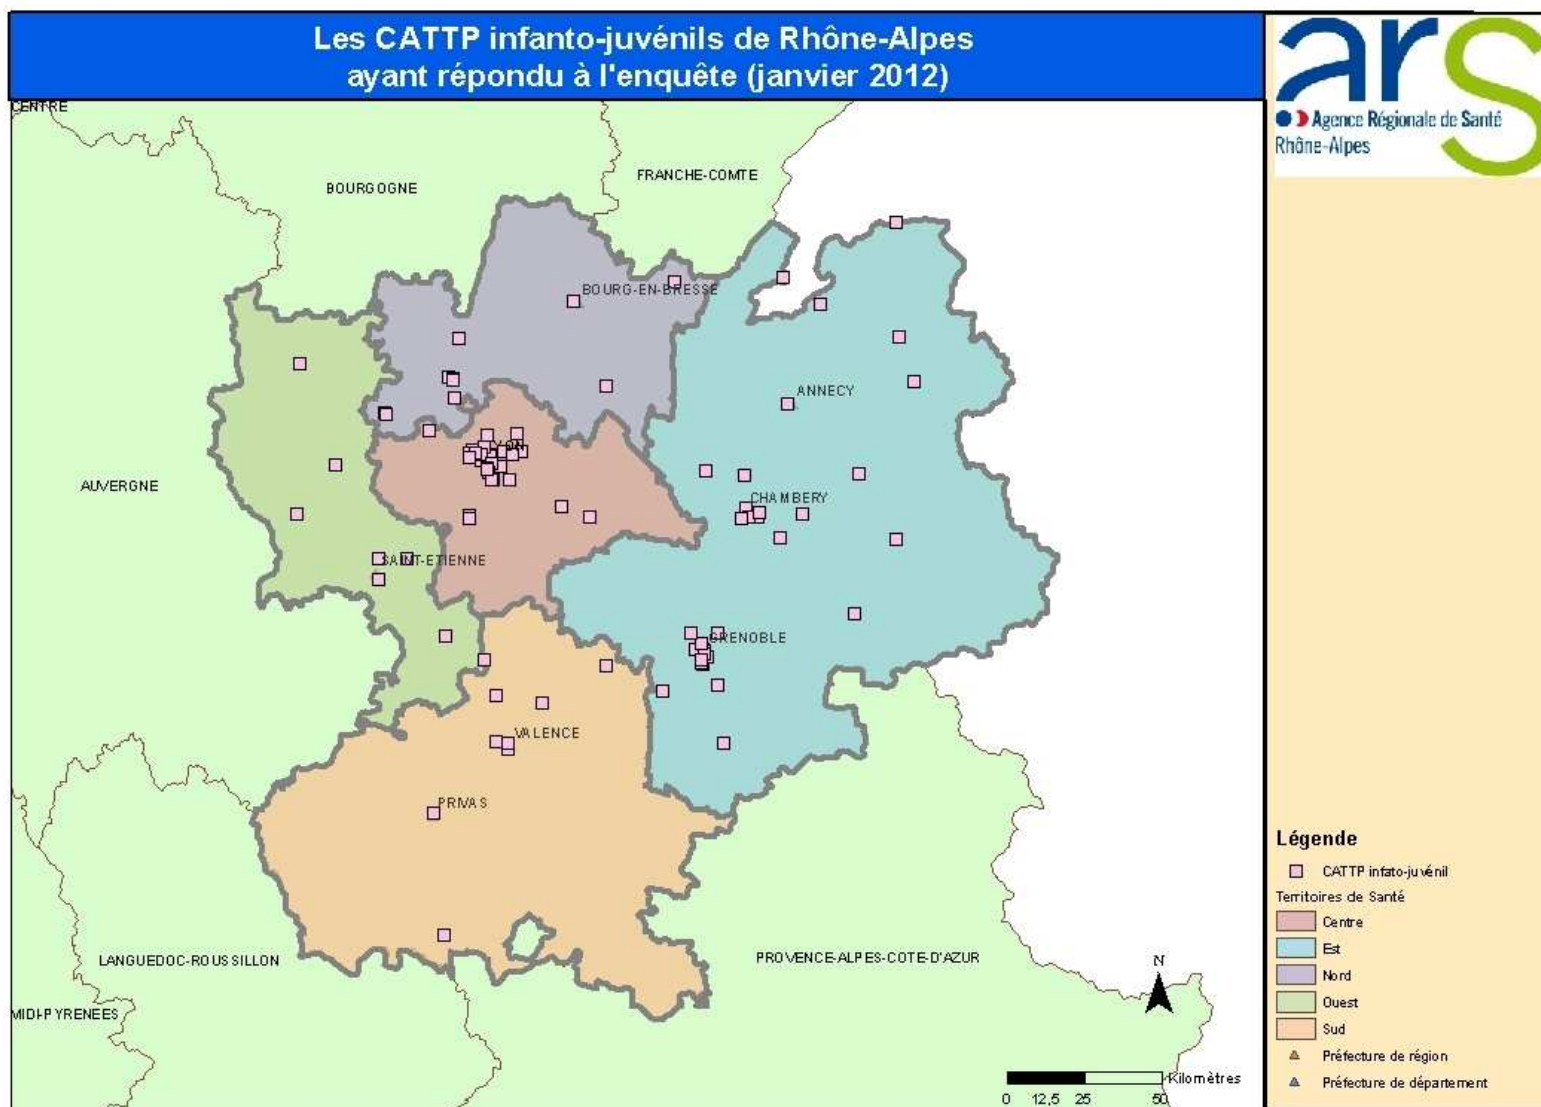 Les CATTP infanto-juvénils de Rhône-Alpes
ayant répondu à l'enquête (janvier 2012)
ars
Agence Régionale de Santé
Rhône-Alpes
CENTRE
FRANCHE-COMTE
BOURGOGNE
BOURG-EN-BRESSE
ANNECY
AUVERGNE
CHAMBERY
SAINT-ETIENNE
GRENOBLE
VALENCE
PRIVAS
LANGUEDOC-ROUSSILLON
PROVENCE-ALPES-COTE-D'AZUR
MIDI-PYRENEES
N
Kilomètres
0 12,5 25 50
Légende
CATTP infato-juvénil
Territoires de Santé
Centre
Est
Nord
Ouest
Sud
Préfecture de région
Préfecture de département